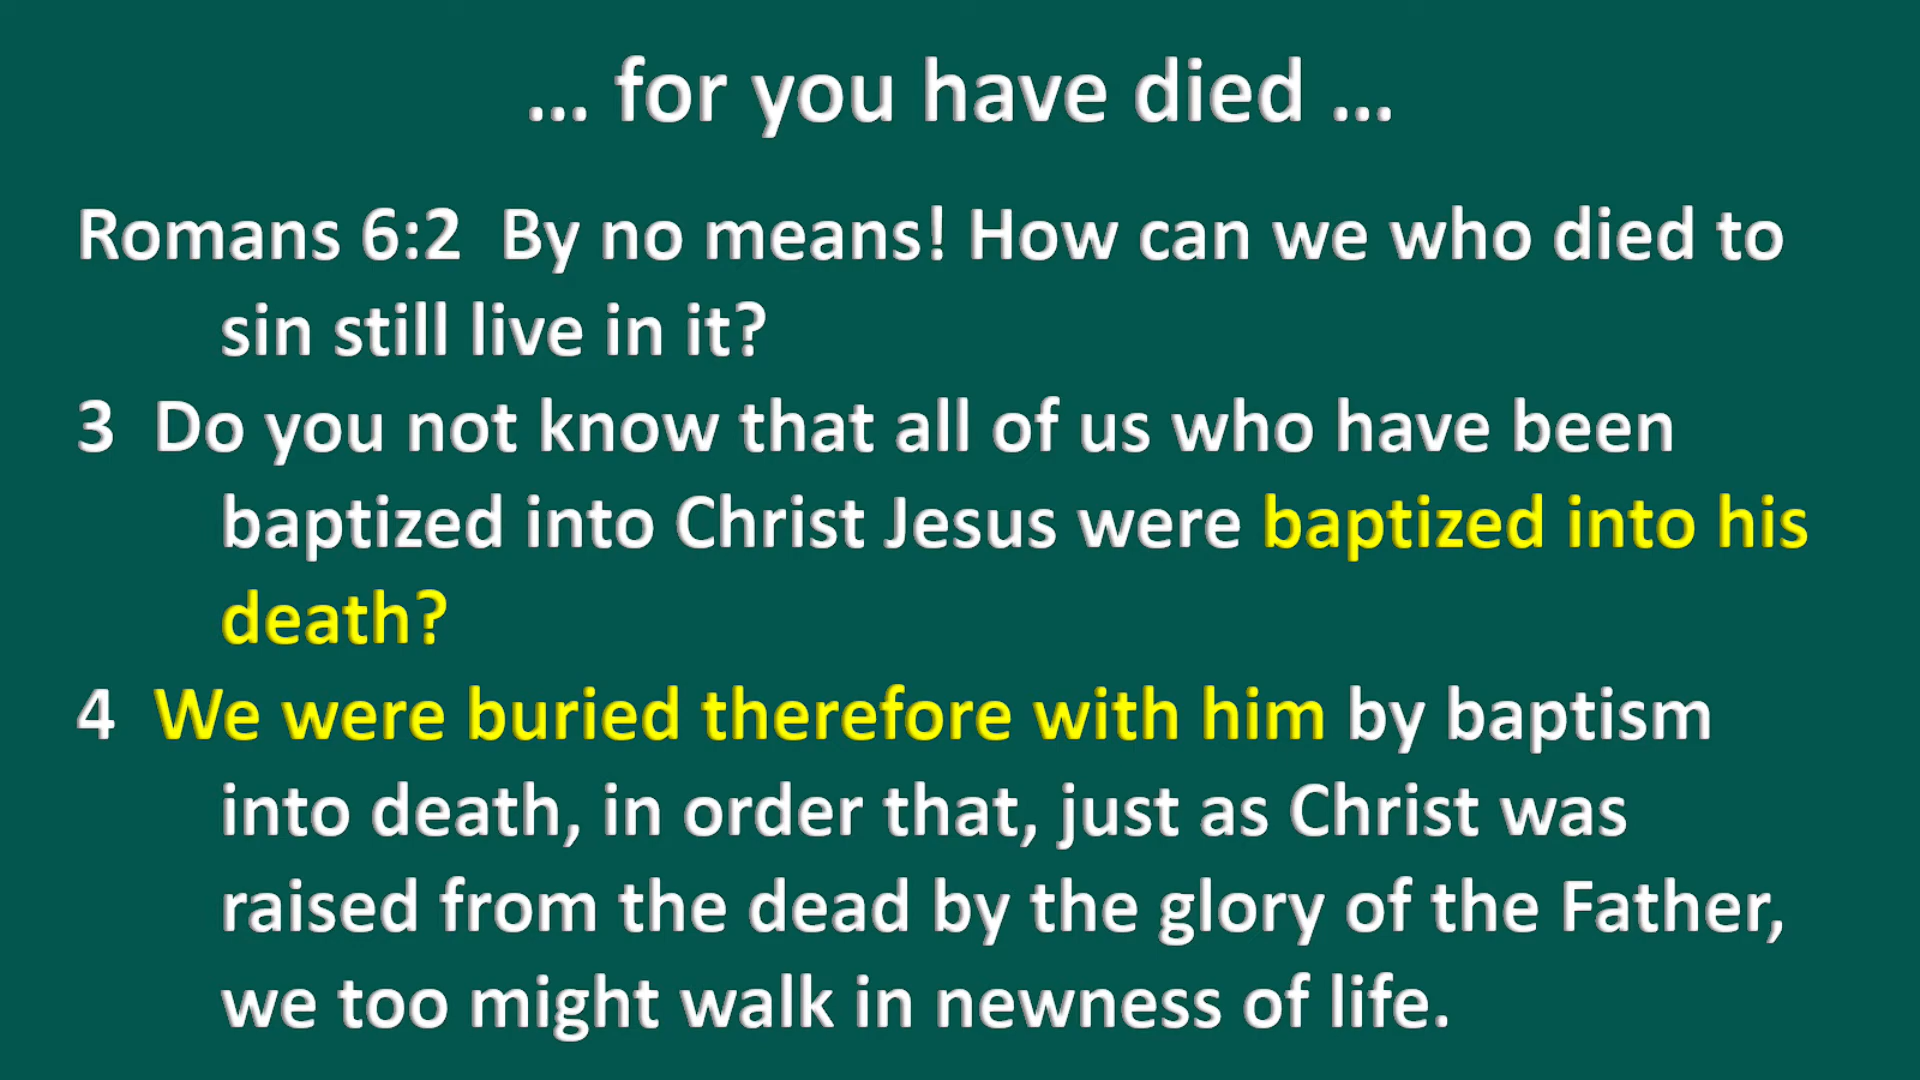 ... for you have died ...
Romans 6:2  By no means! How can we who died to
sin still live in it?
3  Do you not know that all of us who have been
baptized into Christ Jesus were baptized into his
death?
4  We were buried therefore with him by baptism
into death, in order that, just as Christ was
raised from the dead by the glory of the Father,
we too might walk in newness of life.